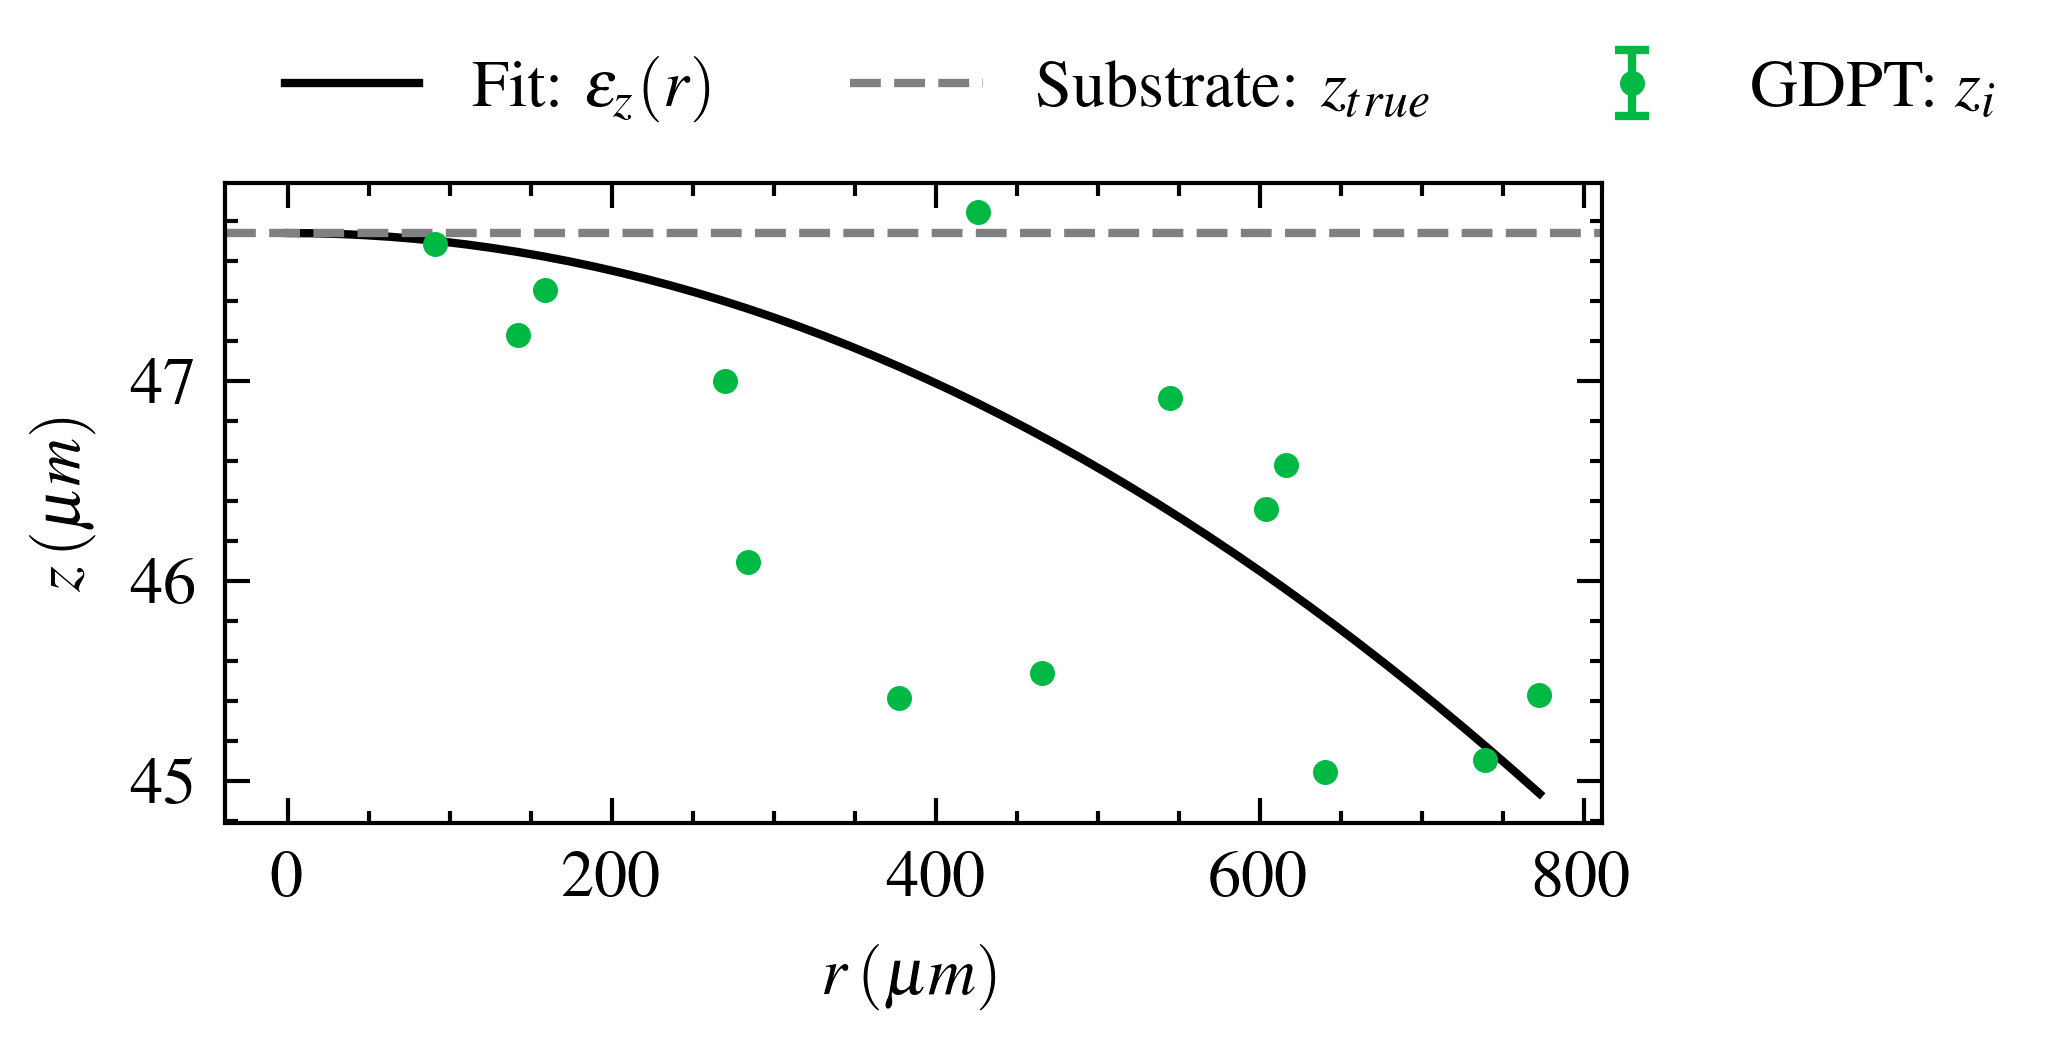 Fit: εz(r) Substrate: ztrue GDPT: zi
47
46
45
z (μm)
0 200 400 600 800
r (μm)